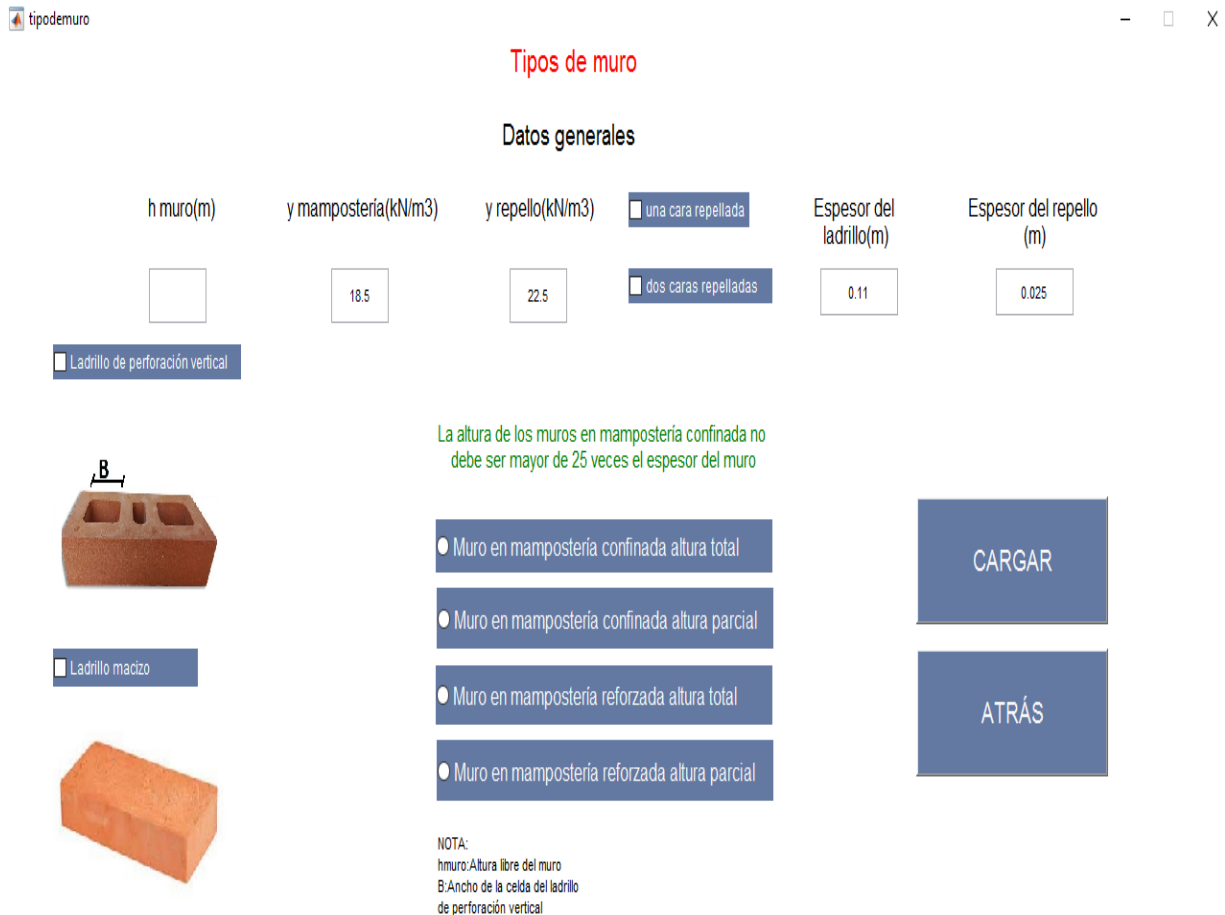 tipodemuro
Tipos de muro
Datos generales
h muro(m)
y mampostería(kN/m3)
y repello(kN/m3)
una cara repellada
Espesor del
ladrillo(m)
Espesor del repello
(m)
18.5
22.5
dos caras repelladas
0.11
0.025
Ladrillo de perforación vertical
La altura de los muros en mampostería confinada no
debe ser mayor de 25 veces el espesor del muro
B
Muro en mampostería confinada altura total
CARGAR
Muro en mampostería confinada altura parcial
Ladrillo macizo
Muro en mampostería reforzada altura total
ATRÁS
Muro en mampostería reforzada altura parcial
NOTA:
hmuro:Altura libre del muro
B:Ancho de la celda del ladrillo
de perforación vertical